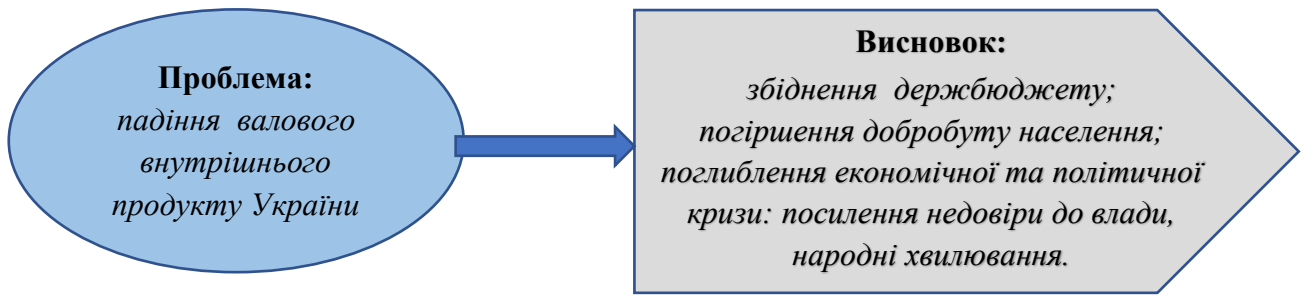 Проблема:
падіння валового
внутрішнього
продукту України
Висновок:
збіднення держбюджету;
погіршення добробуту населення;
поглиблення економічної та політичної
кризи: посилення недовіри до влади,
народні хвилювання.